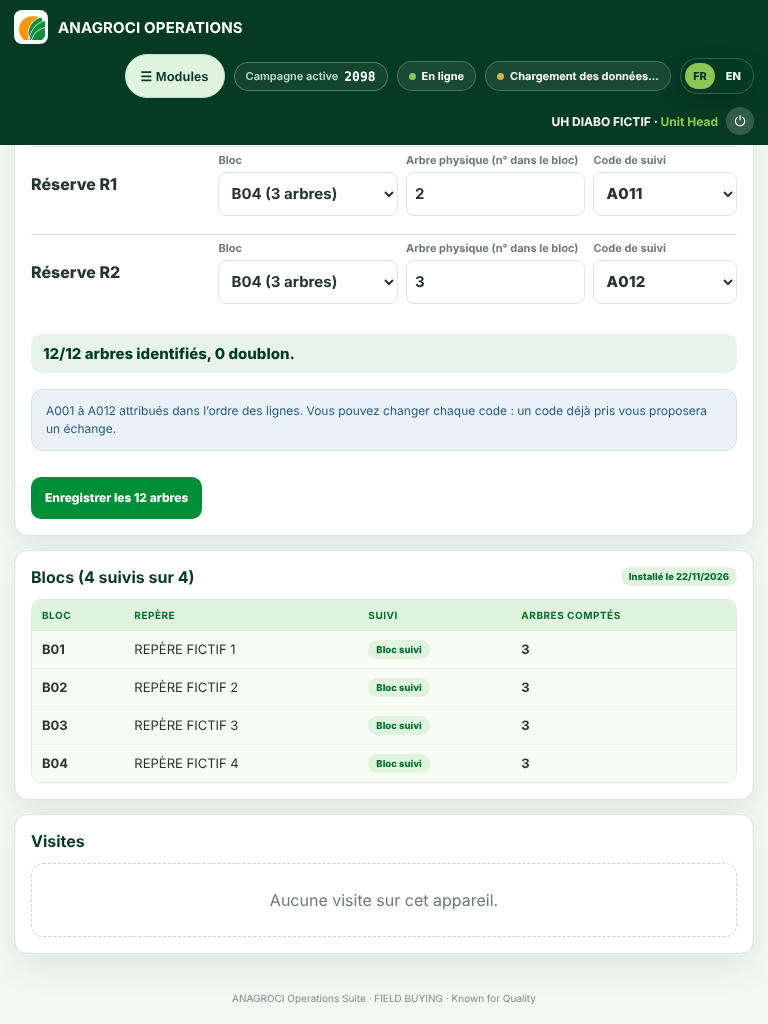 ANAGROCI OPERATIONS
☰ Modules
Campagne active 2098
En ligne
Chargement des données...
FR
EN
UH DIABO FICTIF · Unit Head
Réserve R1
Bloc
Arbre physique (n° dans le bloc)
Code de suivi
B04 (3 arbres)
2
A011
Réserve R2
Bloc
Arbre physique (n° dans le bloc)
Code de suivi
B04 (3 arbres)
3
A012
12/12 arbres identifiés, 0 doublon.
A001 à A012 attribués dans l’ordre des lignes. Vous pouvez changer chaque code : un code déjà pris vous proposera
un échange.
Enregistrer les 12 arbres
Blocs (4 suivis sur 4)
Installé le 22/11/2026
BLOC REPÈRE SUIVI ARBRES COMPTÉS
B01 REPÈRE FICTIF 1 Bloc suivi 3
B02 REPÈRE FICTIF 2 Bloc suivi 3
B03 REPÈRE FICTIF 3 Bloc suivi 3
B04 REPÈRE FICTIF 4 Bloc suivi 3
Visites
Aucune visite sur cet appareil.
ANAGROCI Operations Suite · FIELD BUYING · Known for Quality